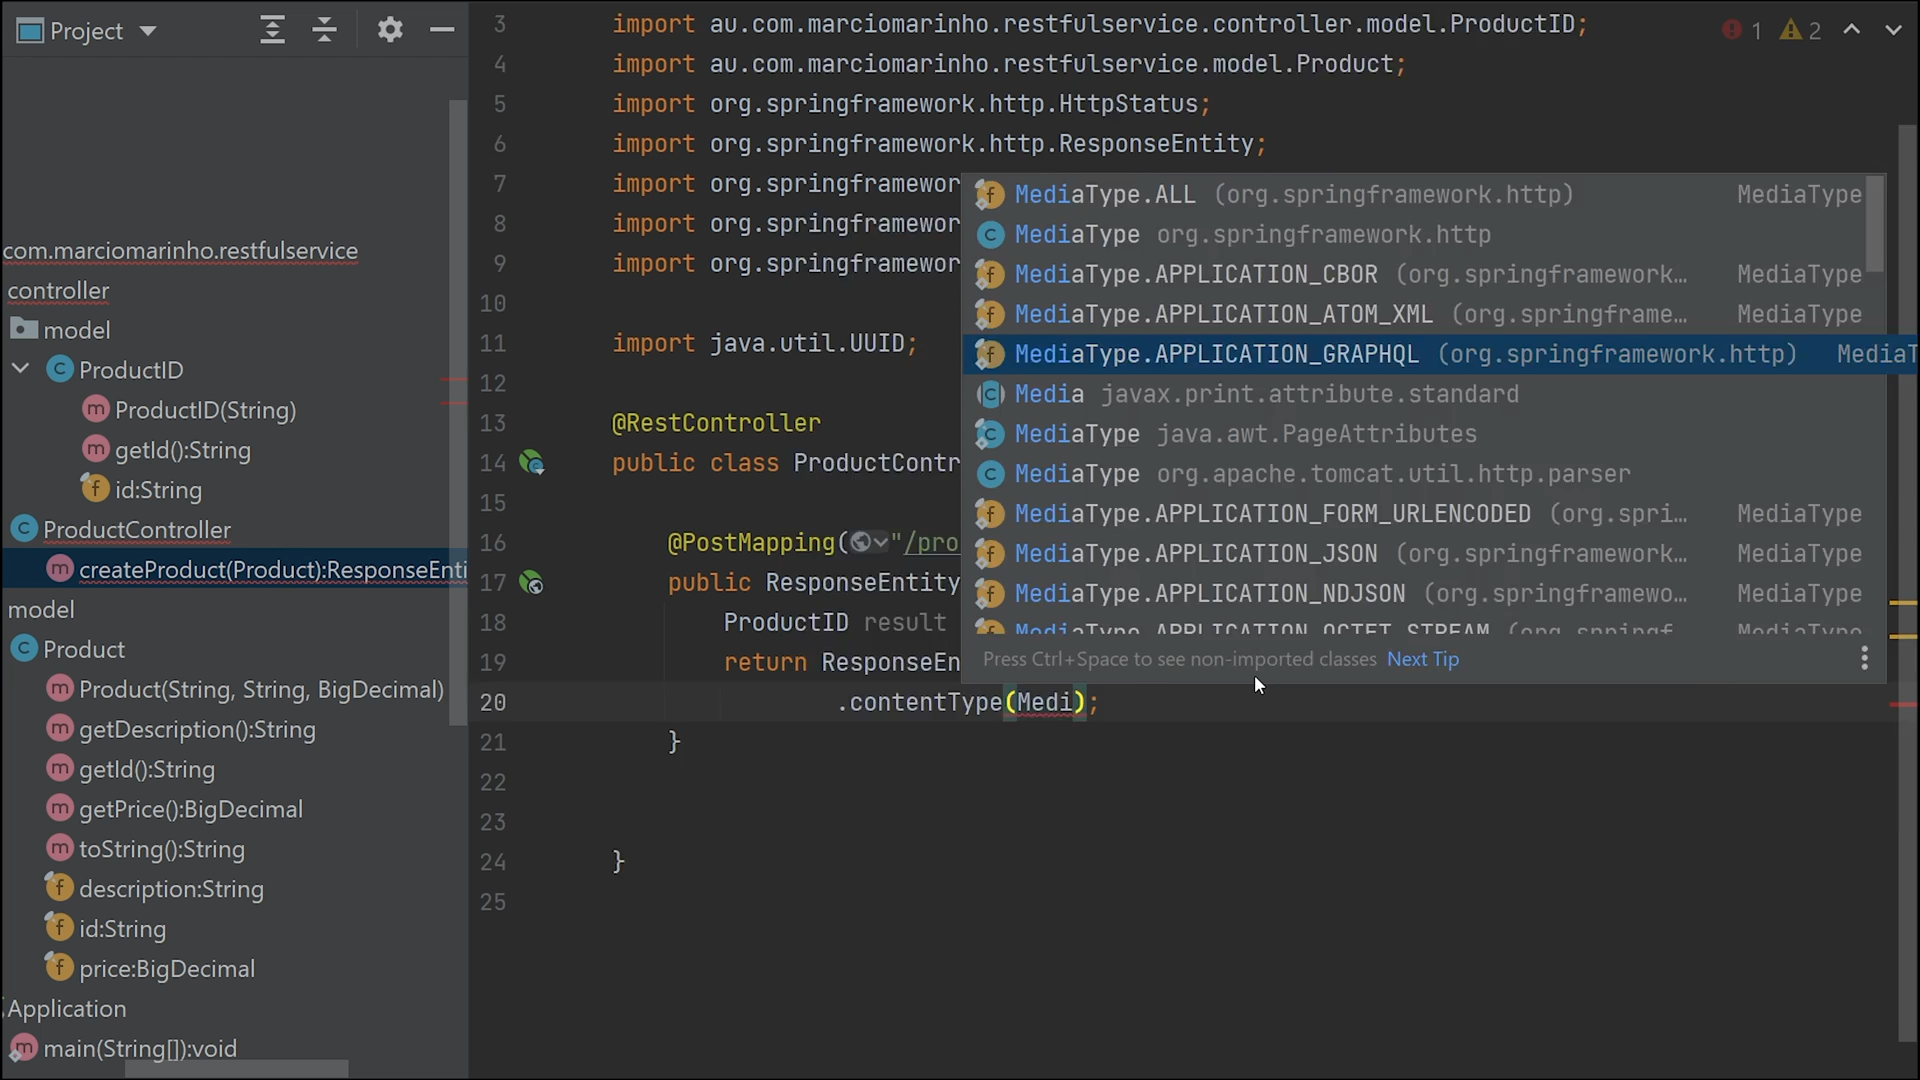 Project
com.marciomarinho.restfulservice
controller
model
ProductID
ProductID(String)
getId():String
id:String
ProductController
createProduct(Product):ResponseEnti
model
Product
Product(String, String, BigDecimal)
getDescription():String
getId():String
getPrice():BigDecimal
toString():String
description:String
id:String
price:BigDecimal
Application
main(String[]):void
1 2
3 import au.com.marciomarinho.restfulservice.controller.model.ProductID;
4 import au.com.marciomarinho.restfulservice.model.Product;
5 import org.springframework.http.HttpStatus;
6 import org.springframework.http.ResponseEntity;
7 import org.springframewor
8 import org.springframewor
9 import org.springframewor
10
11 import java.util.UUID;
12
13 @RestController
14 public class ProductContr
15
16 @PostMapping("/pro
17 public ResponseEntity
18 ProductID result
19 return ResponseEn
20 .contentType(Medi);
21 }
22
23
24 }
25
MediaType.ALL (org.springframework.http) MediaType
MediaType org.springframework.http
MediaType.APPLICATION_CBOR (org.springframework… MediaType
MediaType.APPLICATION_ATOM_XML (org.springframe… MediaType
MediaType.APPLICATION_GRAPHQL (org.springframework.http) MediaT
Media javax.print.attribute.standard
MediaType java.awt.PageAttributes
MediaType org.apache.tomcat.util.http.parser
MediaType.APPLICATION_FORM_URLENCODED (org.spri… MediaType
MediaType.APPLICATION_JSON (org.springframework… MediaType
MediaType.APPLICATION_NDJSON (org.springframewo… MediaType
MediaType.APPLICATION_OCTET_STREAM (org.springf… MediaType
Press Ctrl+Space to see non-imported classes Next Tip